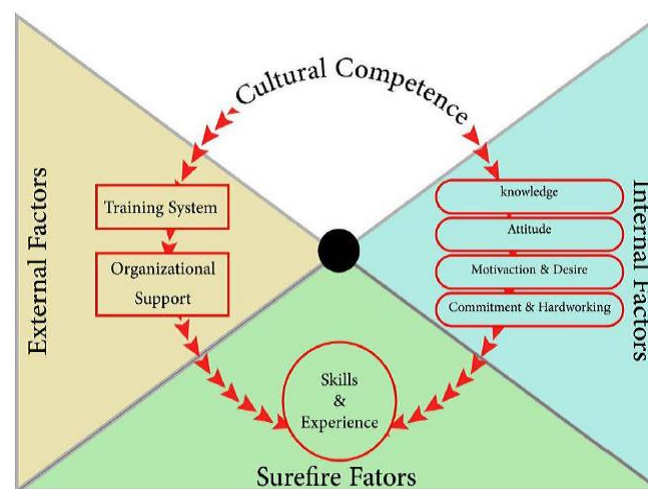 Cultural Competence
External Factors
Training System
Organizational
Support
knowledge
Attitude
Motivaction & Desire
Commitment & Hardworking
Internal Factors
Skills
&
Experience
Surefire Fators